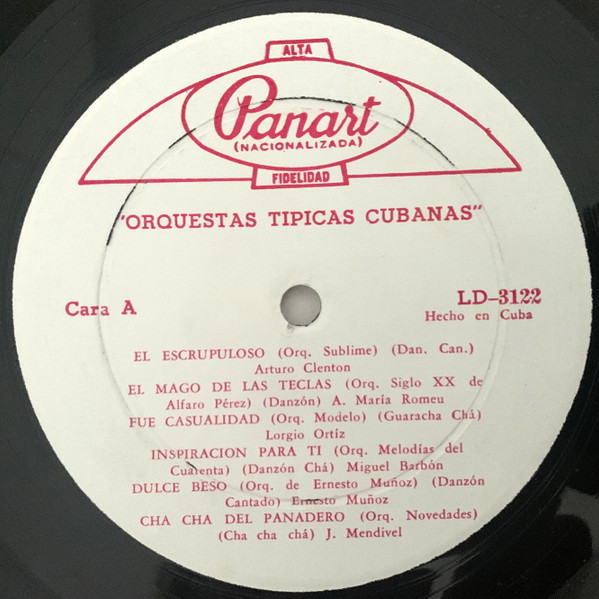 ALTA
Panart
(NACIONALIZADA)
FIDELIDAD
"ORQUESTAS TIPICAS CUBANAS"
Cara A
LD-3122
Hecho en Cuba
EL ESCRUPULOSO (Orq. Sublime) (Dan. Can.)
Arturo Clenton
EL MAGO DE LAS TECLAS (Orq. Siglo XX de
Alfaro Pérez) (Danzón) A. María Romeu
FUE CASUALIDAD (Orq. Modelo) (Guaracha Chá)
Lorgio Ortíz
INSPIRACION PARA TI (Orq. Melodías del
Cuarenta) (Danzón Chá) Miguel Barbón
DULCE BESO (Orq. de Ernesto Muñoz) (Danzón
Cantado) Ernesto Muñoz
CHA CHA DEL PANADERO (Orq. Novedades)
(Cha cha chá) J. Mendivel